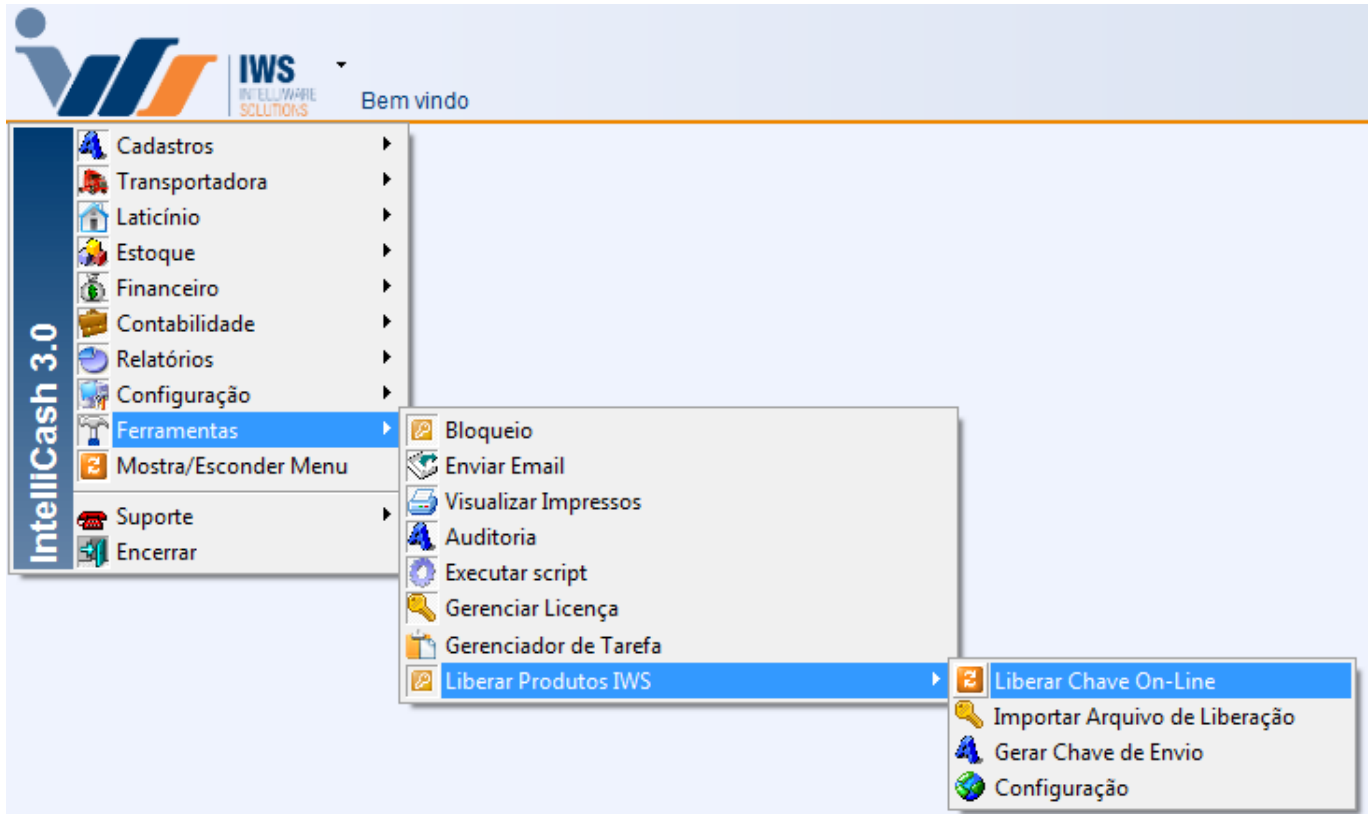 IWS
INTELLIWARE
SOLUTIONS
Bem vindo
IntelliCash 3.0
Cadastros
Transportadora
Laticínio
Estoque
Financeiro
Contabilidade
Relatórios
Configuração
Ferramentas
Mostra/Esconder Menu
Suporte
Encerrar
Bloqueio
Enviar Email
Visualizar Impressos
Auditoria
Executar script
Gerenciar Licença
Gerenciador de Tarefa
Liberar Produtos IWS
Liberar Chave On-Line
Importar Arquivo de Liberação
Gerar Chave de Envio
Configuração